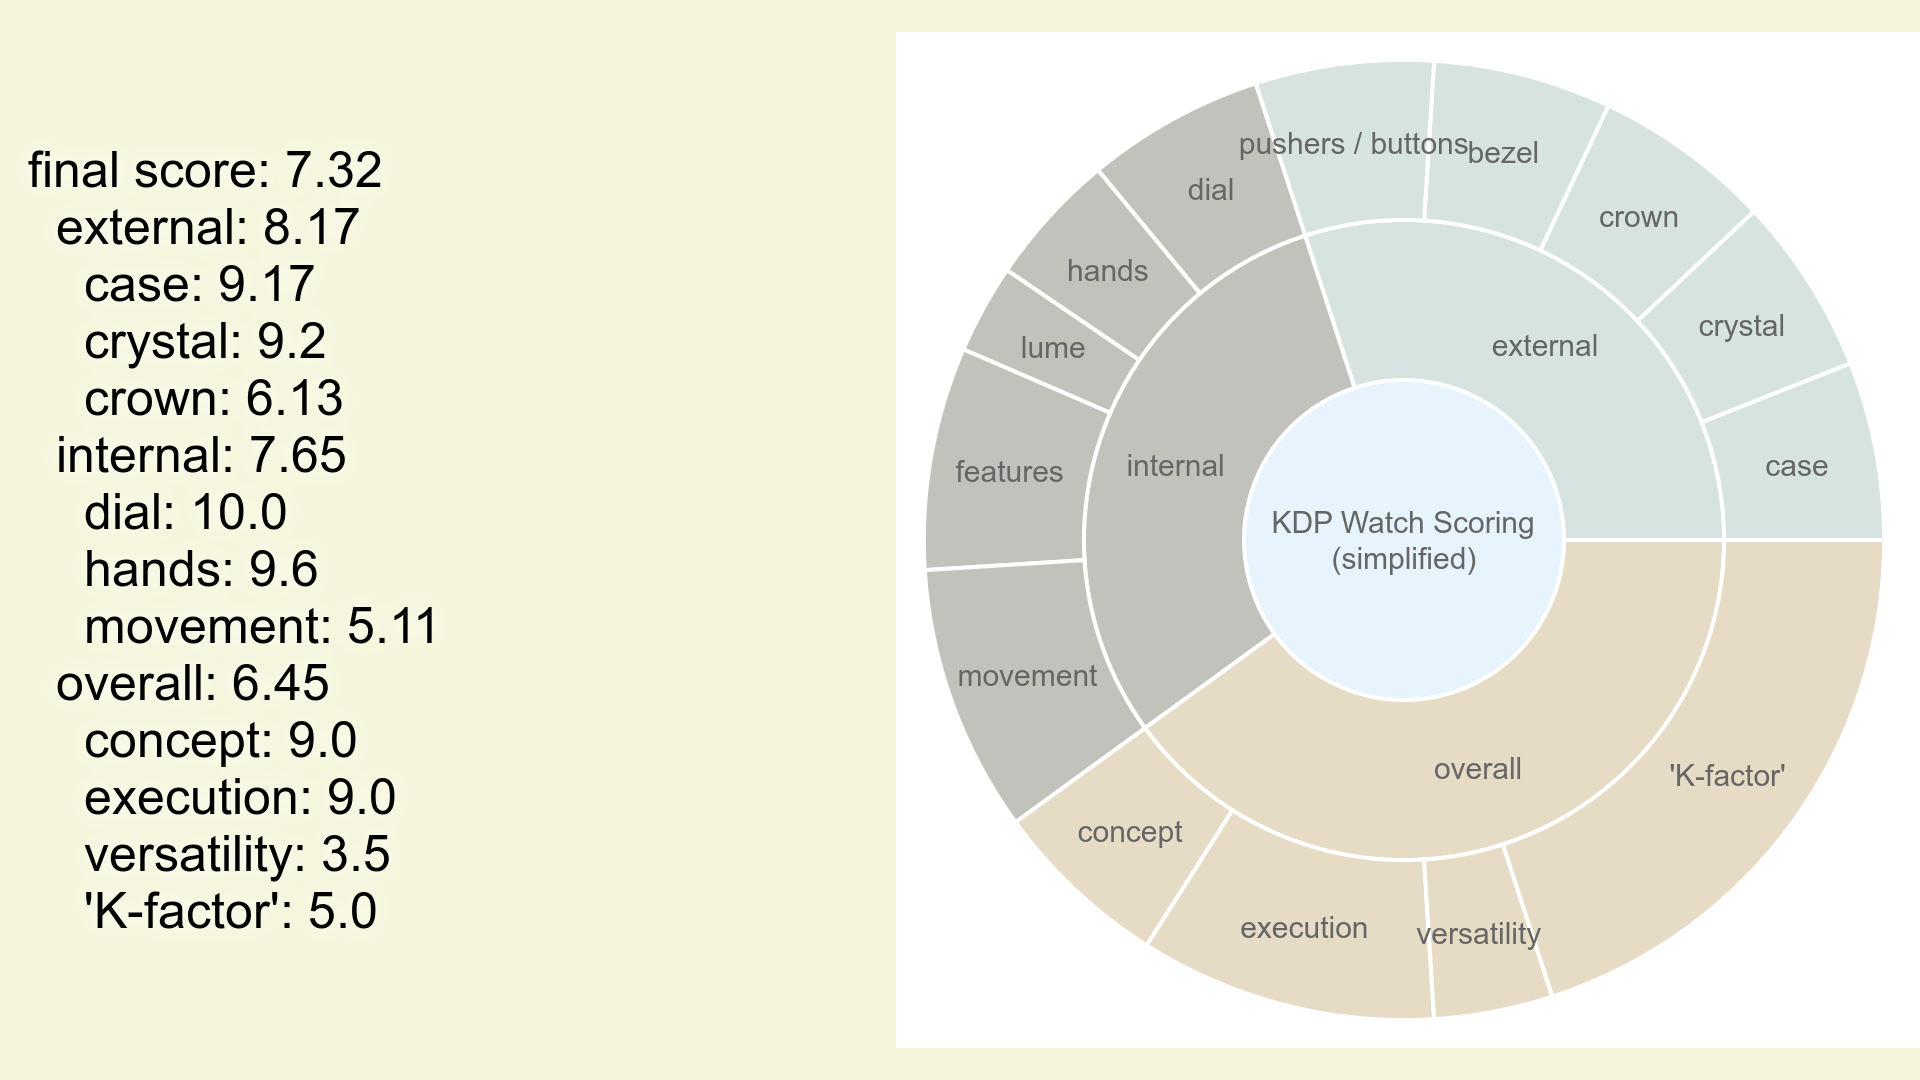 final score: 7.32
external: 8.17
case: 9.17
crystal: 9.2
crown: 6.13
internal: 7.65
dial: 10.0
hands: 9.6
movement: 5.11
overall: 6.45
concept: 9.0
execution: 9.0
versatility: 3.5
'K-factor': 5.0
pushers / buttons
bezel
dial
crown
hands
crystal
lume
external
internal
case
features
KDP Watch Scoring
(simplified)
movement
overall
'K-factor'
concept
execution
versatility